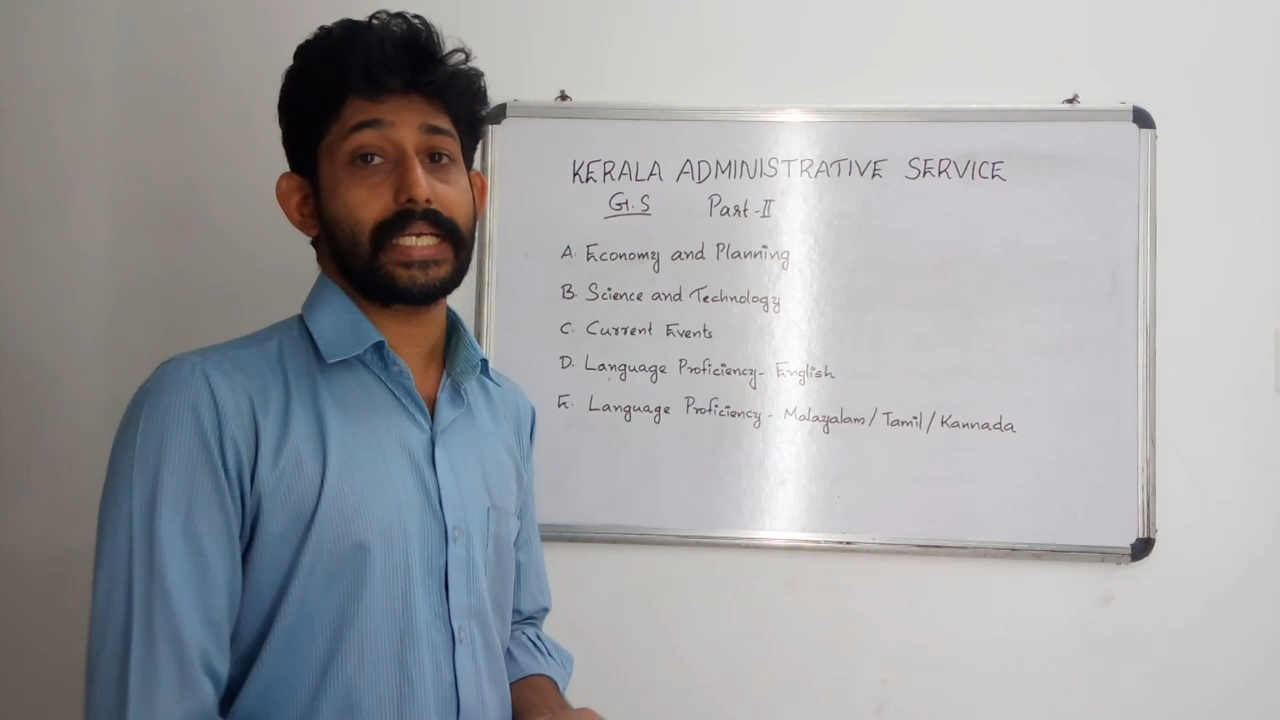 KERALA ADMINISTRATIVE SERVICE
G.S Part-II
A. Economy and Planning
B. Science and Technology
C. Current Events
D. Language Proficiency- English
E. Language Proficiency - Malayalam/Tamil/Kannada